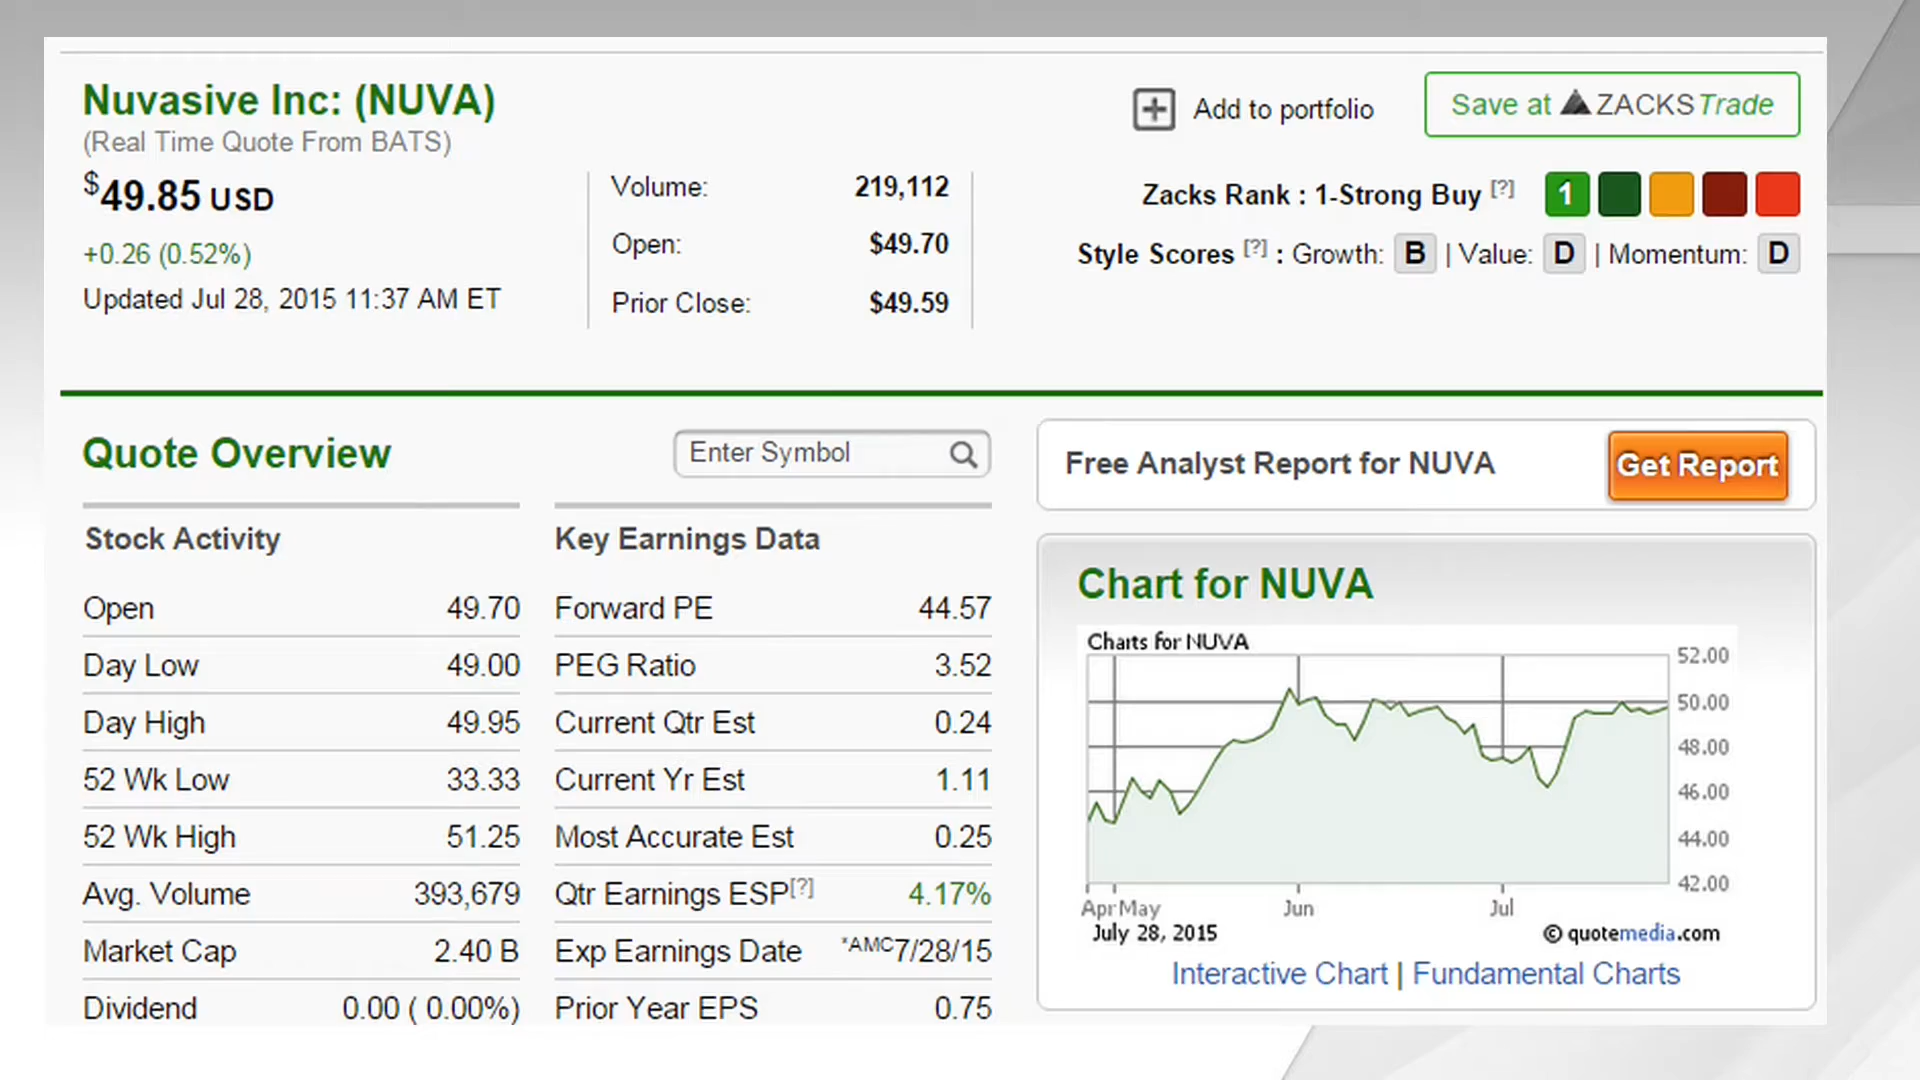 Nuvasive Inc: (NUVA)
(Real Time Quote From BATS)
$49.85 USD
+0.26 (0.52%)
Updated Jul 28, 2015 11:37 AM ET
Volume: 219,112
Open: $49.70
Prior Close: $49.59
Add to portfolio
Save at ZACKS Trade
Zacks Rank : 1-Strong Buy [?] 1
Style Scores [?] : Growth: B | Value: D | Momentum: D
Quote Overview
Enter Symbol
Stock Activity
Open 49.70
Day Low 49.00
Day High 49.95
52 Wk Low 33.33
52 Wk High 51.25
Avg. Volume 393,679
Market Cap 2.40 B
Dividend 0.00 ( 0.00%)
Key Earnings Data
Forward PE 44.57
PEG Ratio 3.52
Current Qtr Est 0.24
Current Yr Est 1.11
Most Accurate Est 0.25
Qtr Earnings ESP[?] 4.17%
Exp Earnings Date *AMC7/28/15
Prior Year EPS 0.75
Free Analyst Report for NUVA
Get Report
Chart for NUVA
Charts for NUVA
52.00
50.00
48.00
46.00
44.00
42.00
Apr May Jun Jul
July 28, 2015
© quotemedia.com
Interactive Chart | Fundamental Charts